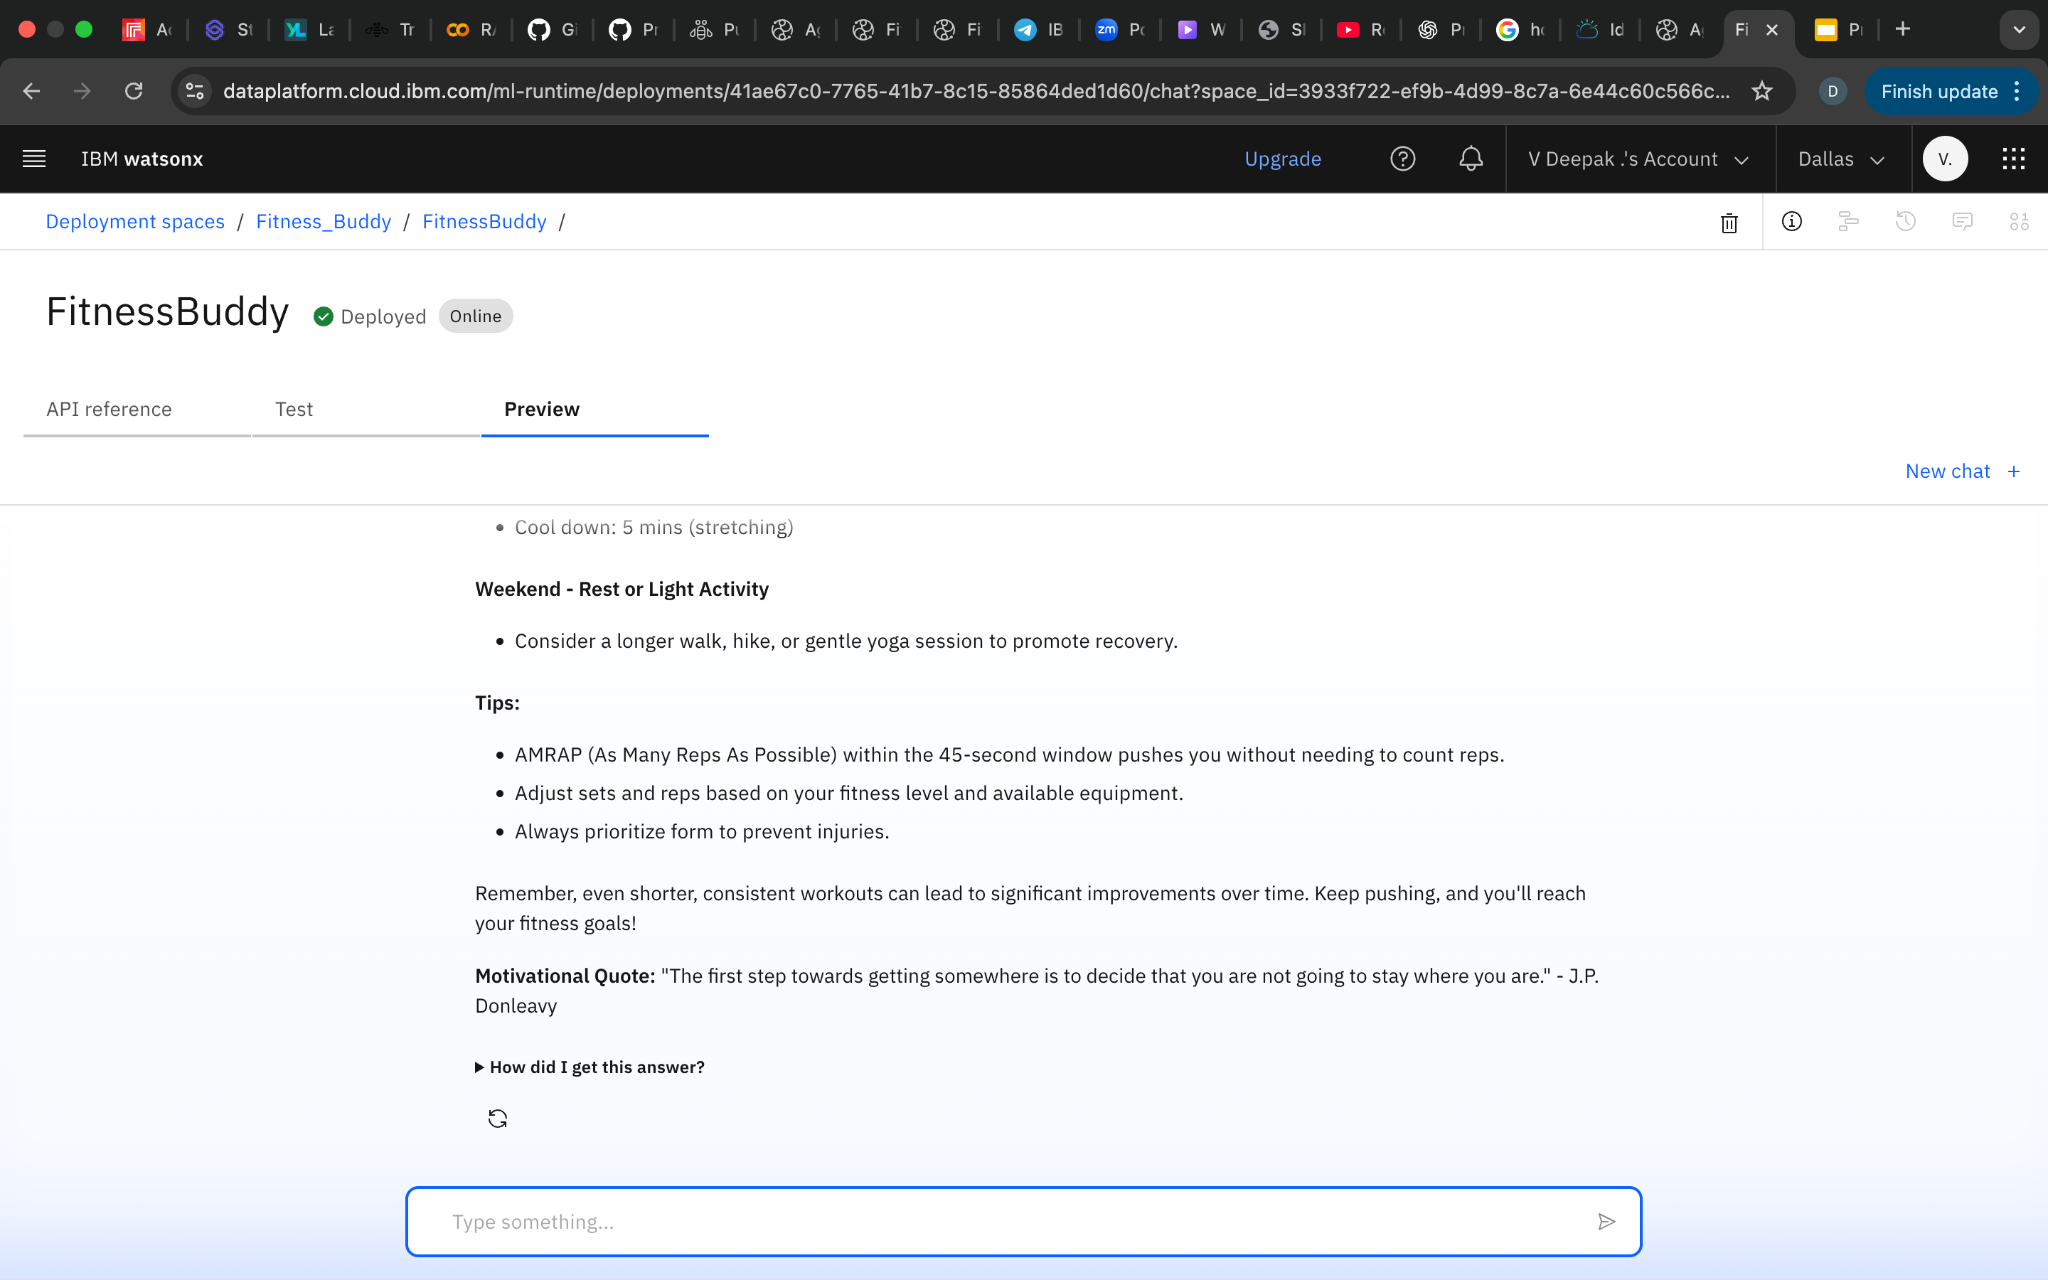 dataplatform.cloud.ibm.com/ml-runtime/deployments/41ae67c0-7765-41b7-8c15-85864ded1d60/chat?space_id=3933f722-ef9b-4d99-8c7a-6e44c60c566c...
D
Finish update
IBM watsonx
Upgrade
V Deepak .'s Account
Dallas
V.
Deployment spaces / Fitness_Buddy / FitnessBuddy /
FitnessBuddy
Deployed
Online
API reference
Test
Preview
New chat +
• Cool down: 5 mins (stretching)
Weekend - Rest or Light Activity
• Consider a longer walk, hike, or gentle yoga session to promote recovery.
Tips:
• AMRAP (As Many Reps As Possible) within the 45-second window pushes you without needing to count reps.
• Adjust sets and reps based on your fitness level and available equipment.
• Always prioritize form to prevent injuries.
Remember, even shorter, consistent workouts can lead to significant improvements over time. Keep pushing, and you'll reach
your fitness goals!
Motivational Quote: "The first step towards getting somewhere is to decide that you are not going to stay where you are." - J.P.
Donleavy
How did I get this answer?
Type something...